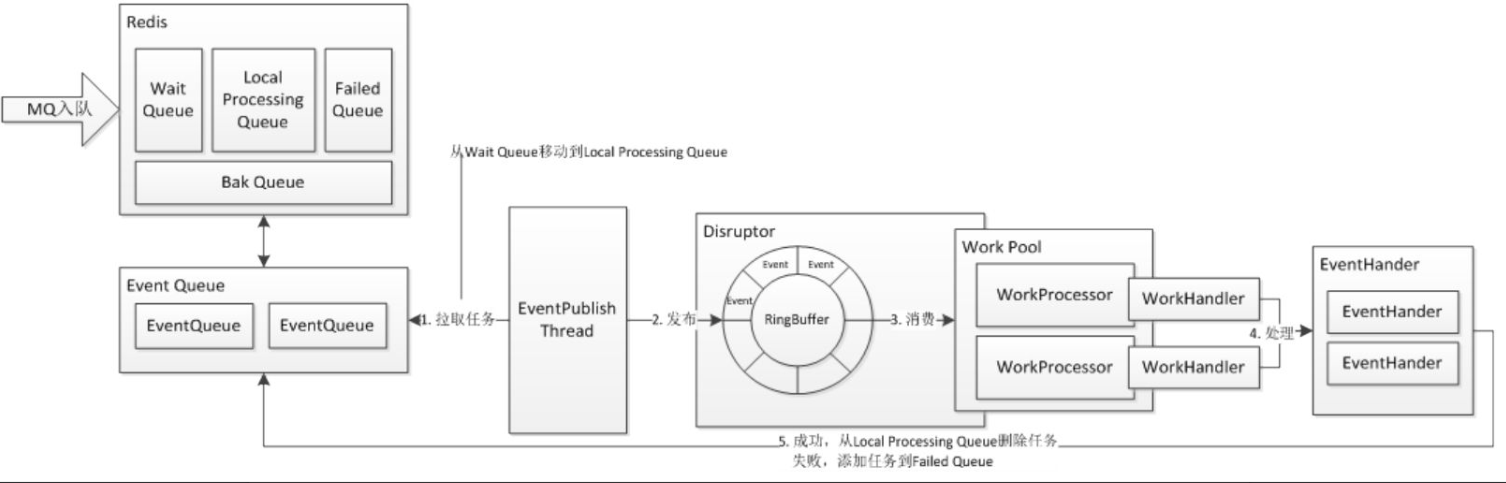 Redis
Wait
Queue
Local
Processing
Queue
Failed
Queue
MQ入队
Bak Queue
从Wait Queue移动到Local Processing Queue
Event Queue
EventQueue
EventQueue
1. 拉取任务
EventPublish
Thread
2. 发布
Disruptor
Event
Event
Event
RingBuffer
3. 消费
Work Pool
WorkProcessor
WorkHandler
WorkProcessor
WorkHandler
4. 处理
EventHander
EventHander
EventHander
5. 成功，从Local Processing Queue删除任务
失败，添加任务到Failed Queue